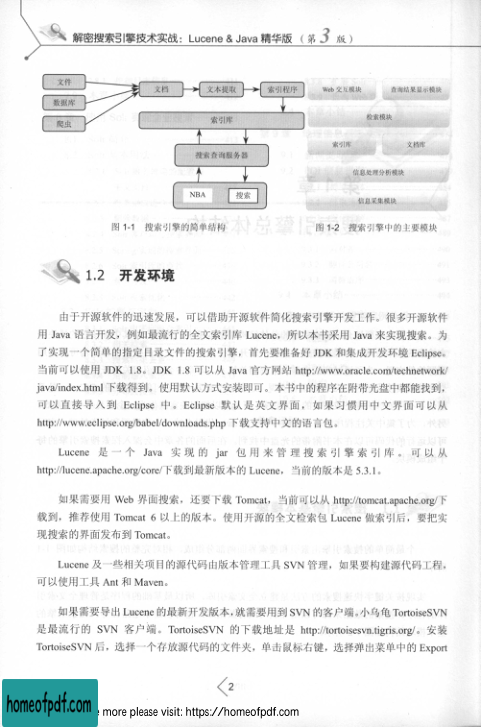 解密搜索引擎技术实战：Lucene & Java 精华版（第3版）
文件
数据库
爬虫
文档
文本提取
索引程序
索引库
搜索查询服务器
NBA
搜索
Web 交互模块
查询结果显示模块
检索模块
索引库
文档库
信息处理分析模块
信息采集模块
图 1-1 搜索引擎的简单结构
图 1-2 搜索引擎中的主要模块
1.2 开发环境
由于开源软件的迅速发展，可以借助开源软件简化搜索引擎开发工作。很多开源软件
用 Java 语言开发，例如最流行的全文索引库 Lucene，所以本书采用 Java 来实现搜索。为
了实现一个简单的指定目录文件的搜索引擎，首先要准备好 JDK 和集成开发环境 Eclipse。
当前可以使用 JDK 1.8。JDK 1.8 可以从 Java 官方网站 http://www.oracle.com/technetwork/
java/index.html 下载得到。使用默认方式安装即可。本书中的程序在附带光盘中都能找到，
可以直接导入到 Eclipse 中。Eclipse 默认是英文界面，如果习惯用中文界面可以从
http://www.eclipse.org/babel/downloads.php 下载支持中文的语言包。
Lucene 是一个 Java 实现的 jar 包用来管理搜索引擎索引库。可以从
http://lucene.apache.org/core/下载到最新版本的 Lucene，当前的版本是 5.3.1。
如果需要用 Web 界面搜索，还要下载 Tomcat，当前可以从 http://tomcat.apache.org/下
载到，推荐使用 Tomcat 6 以上的版本。使用开源的全文检索包 Lucene 做索引后，要把实
现搜索的界面发布到 Tomcat。
Lucene 及一些相关项目的源代码由版本管理工具 SVN 管理，如果要构建源代码工程，
可以使用工具 Ant 和 Maven。
如果需要导出 Lucene 的最新开发版本，就需要用到 SVN 的客户端。小乌龟 TortoiseSVN
是最流行的 SVN 客户端。TortoiseSVN 的下载地址是 http://tortoisesvn.tigris.org/。安装
TortoiseSVN 后，选择一个存放源代码的文件夹，单击鼠标右键，选择弹出菜单中的 Export
2
homeofpdf.com
e more please visit: https://homeofpdf.com